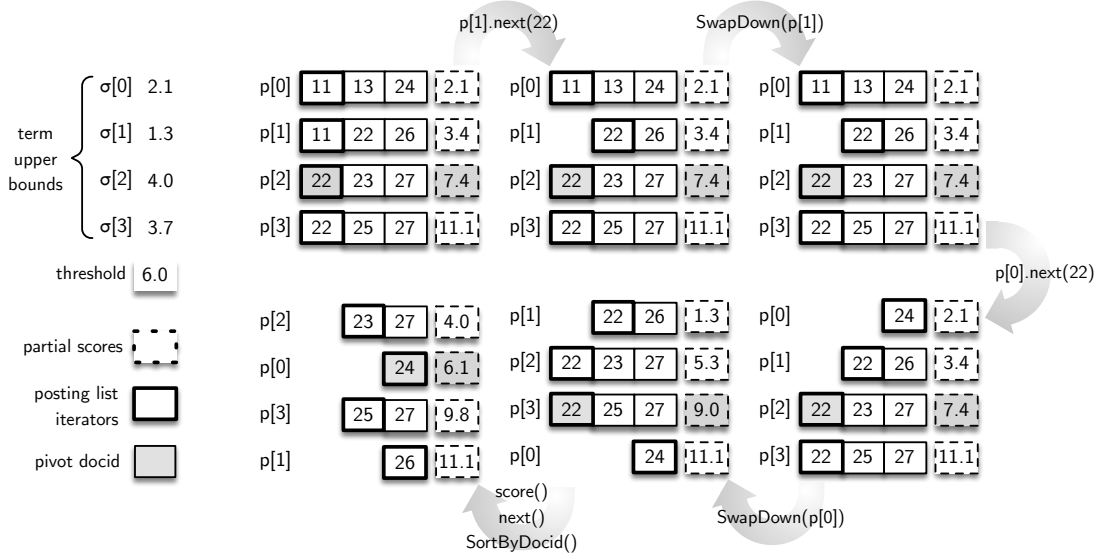 p[1].next(22)
SwapDown(p[1])
term
upper
bounds
σ[0] 2.1
σ[1] 1.3
σ[2] 4.0
σ[3] 3.7
threshold 6.0
partial scores
posting list
iterators
pivot docid
p[0] 11 13 24 2.1
p[1] 11 22 26 3.4
p[2] 22 23 27 7.4
p[3] 22 25 27 11.1
p[0] 11 13 24 2.1
p[1] 22 26 3.4
p[2] 22 23 27 7.4
p[3] 22 25 27 11.1
p[0] 11 13 24 2.1
p[1] 22 26 3.4
p[2] 22 23 27 7.4
p[3] 22 25 27 11.1
p[0].next(22)
p[2] 23 27 4.0
p[0] 24 6.1
p[3] 25 27 9.8
p[1] 26 11.1
p[1] 22 26 1.3
p[2] 22 23 27 5.3
p[3] 22 25 27 9.0
p[0] 24 11.1
p[0] 24 2.1
p[1] 22 26 3.4
p[2] 22 23 27 7.4
p[3] 22 25 27 11.1
score()
next()
SortByDocid()
SwapDown(p[0])